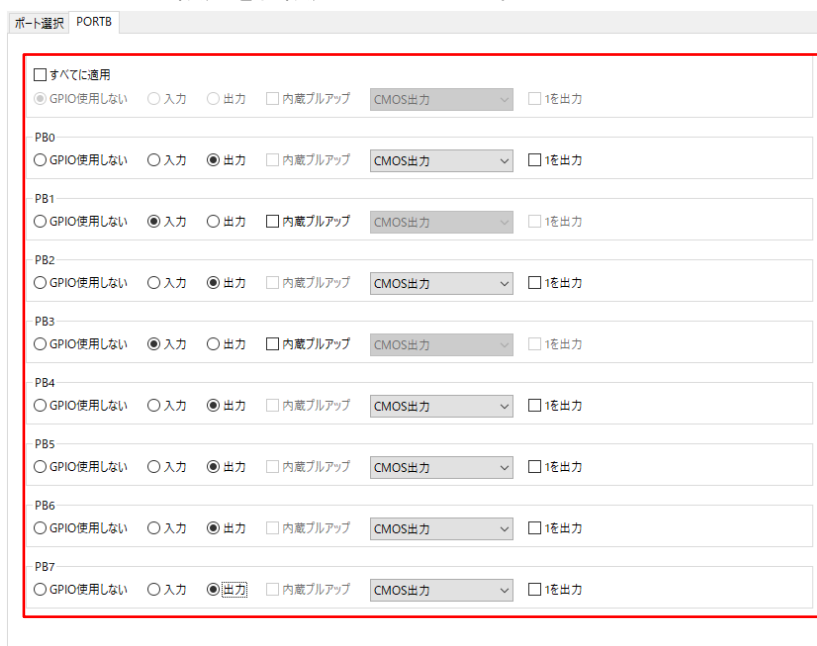 ポート選択 PORTB
すべてに適用
GPIO使用しない 入力 出力 内蔵プルアップ CMOS出力 1を出力
PB0
GPIO使用しない 入力 出力 内蔵プルアップ CMOS出力 1を出力
PB1
GPIO使用しない 入力 出力 内蔵プルアップ CMOS出力 1を出力
PB2
GPIO使用しない 入力 出力 内蔵プルアップ CMOS出力 1を出力
PB3
GPIO使用しない 入力 出力 内蔵プルアップ CMOS出力 1を出力
PB4
GPIO使用しない 入力 出力 内蔵プルアップ CMOS出力 1を出力
PB5
GPIO使用しない 入力 出力 内蔵プルアップ CMOS出力 1を出力
PB6
GPIO使用しない 入力 出力 内蔵プルアップ CMOS出力 1を出力
PB7
GPIO使用しない 入力 出力 内蔵プルアップ CMOS出力 1を出力